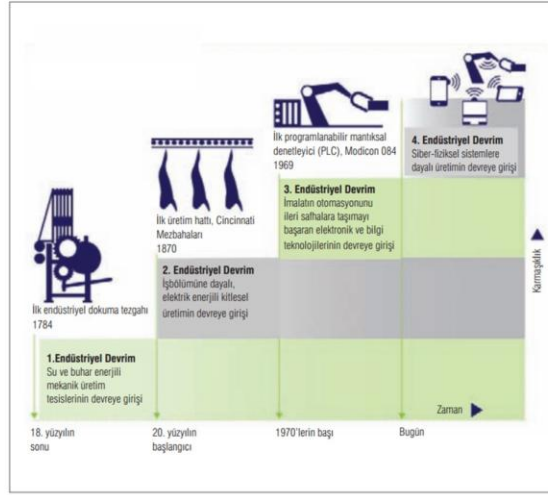 İlk programlanabilir mantıksal
denetleyici (PLC), Modicon 084
1969
4. Endüstriyel Devrim
Siber-fiziksel sistemlere
dayalı üretimin devreye girişi
İlk üretim hattı, Cincinnati
Mezbahaları
1870
3. Endüstriyel Devrim
İmalatın otomasyonunu
ileri safhalara taşımayı
başaran elektronik ve bilgi
teknolojilerinin devreye girişi
Karmaşıklık
İlk endüstriyel dokuma tezgahı
1784
2. Endüstriyel Devrim
İşbölümüne dayalı,
elektrik enerjili kitlesel
üretimin devreye girişi
1.Endüstriyel Devrim
Su ve buhar enerjili
mekanik üretim
tesislerinin devreye girişi
Zaman
18. yüzyılın
sonu
20. yüzyılın
başlangıcı
1970'lerin başı
Bugün